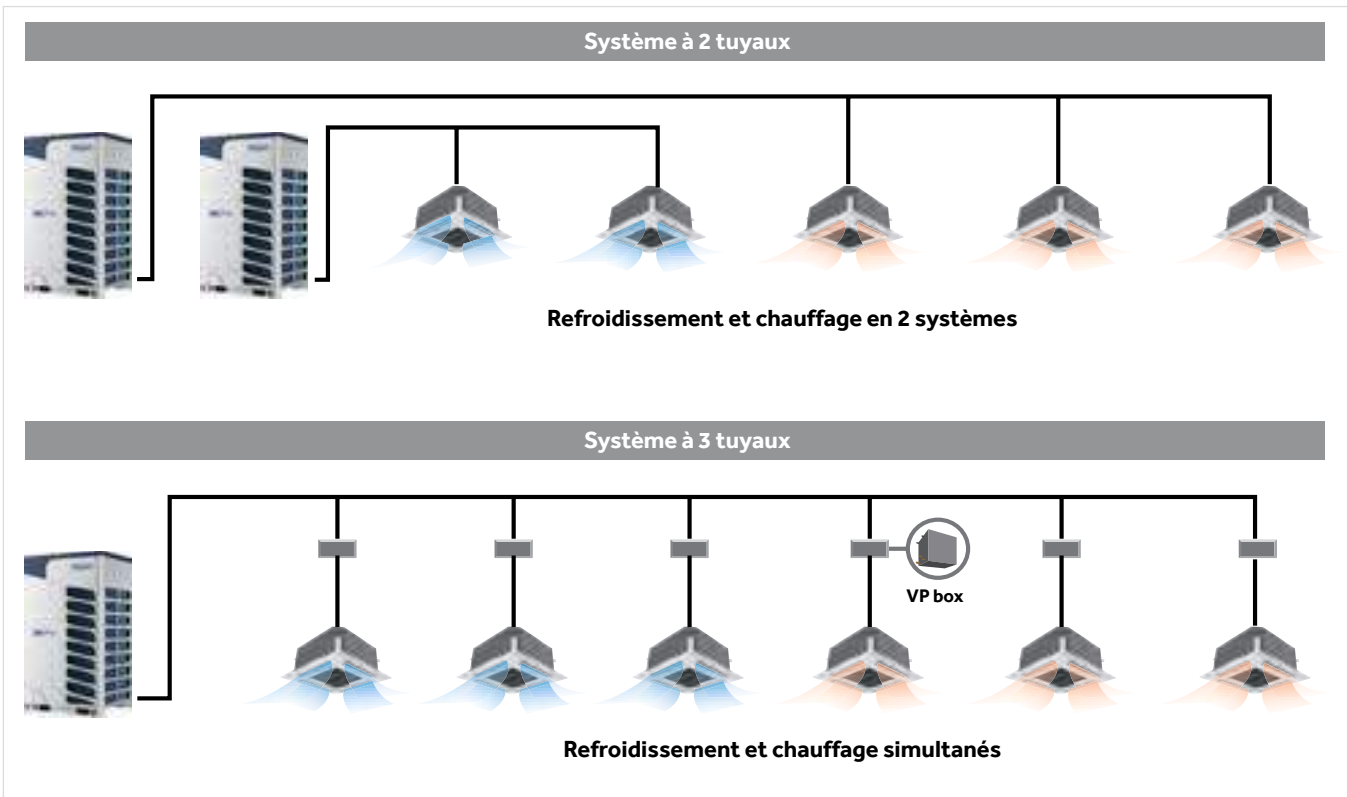 Système à 2 tuyaux
Refroidissement et chauffage en 2 systèmes
Système à 3 tuyaux
VP box
Refroidissement et chauffage simultanés